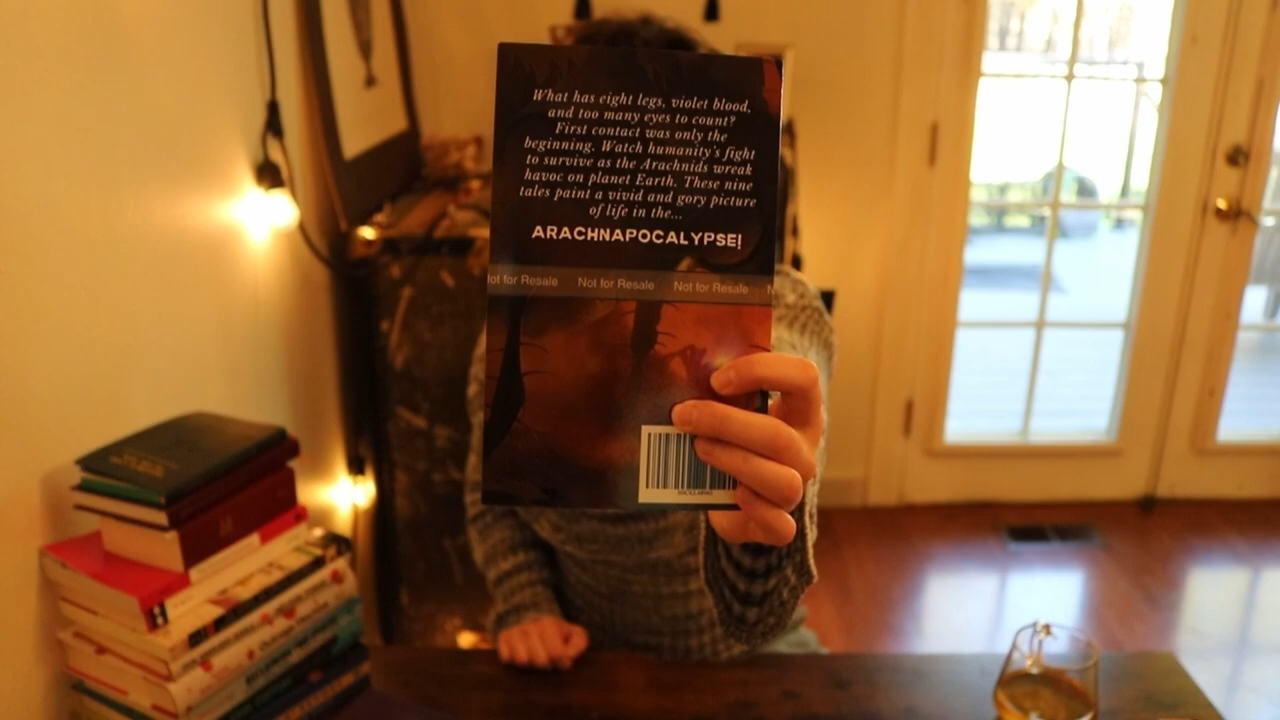 What has eight legs, violet blood,
and too many eyes to count?
First contact was only the
beginning. Watch humanity's fight
to survive as the Arachnids wreak
havoc on planet Earth. These nine
tales paint a vivid and gory picture
of life in the...
ARACHNAPOCALYPSE!
Not for Resale Not for Resale Not for Resale